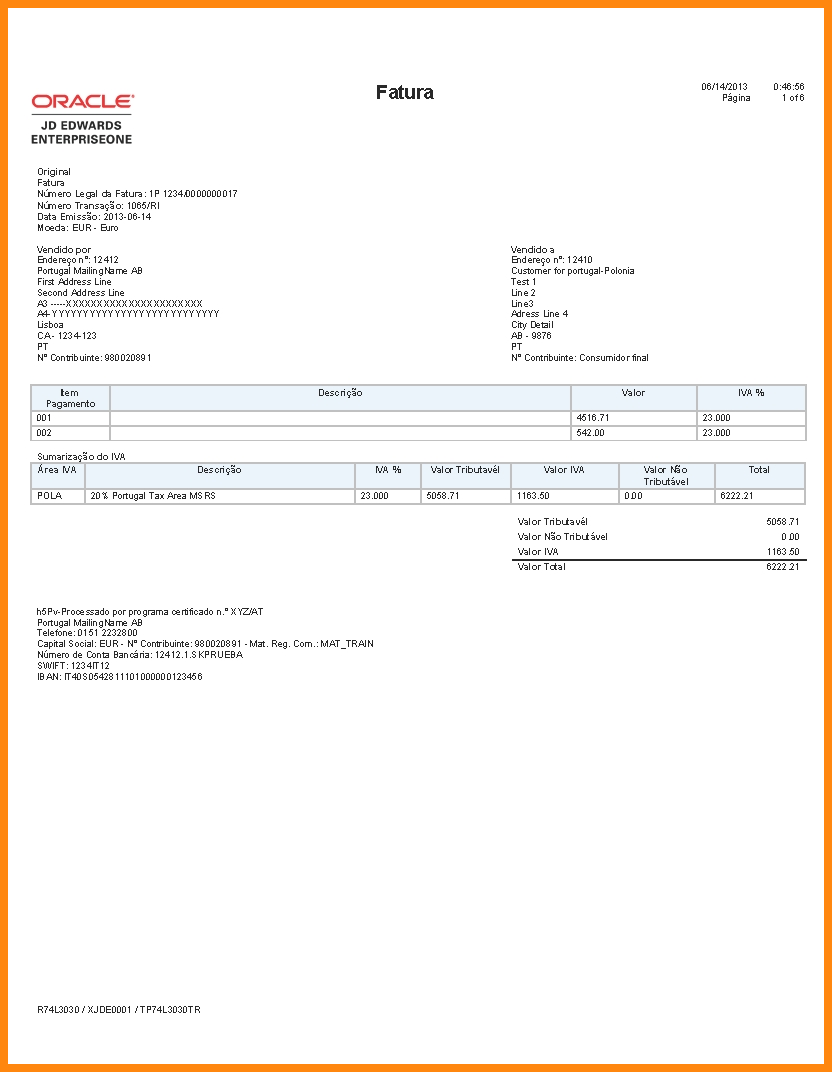 ORACLE
JD EDWARDS
ENTERPRISEONE
Fatura
06/14/2013 0:46:56
Página 1 of 6
Original
Fatura
Número Legal da Fatura: 1P 1234/0000000017
Número Transação: 1065/RI
Data Emissão: 2013-06-14
Moeda: EUR - Euro
Vendido por
Endereço nº: 12412
Portugal MailingName AB
First Address Line
Second Address Line
A3 -----XXXXXXXXXXXXXXXXXXXXXX
A4-YYYYYYYYYYYYYYYYYYYYYYYYYY
Lisboa
CA - 1234-123
PT
Nº Contribuinte: 980020891
Vendido a
Endereço nº: 12410
Customer for portugal-Polonia
Test 1
Line 2
Line3
Adress Line 4
City Detail
AB - 9876
PT
Nº Contribuinte: Consumidor final
Item Pagamento Descrição Valor IVA %
001 4516.71 23.000
002 542.00 23.000
Sumarização do IVA
Área IVA Descrição IVA % Valor Tributavél Valor IVA Valor Não Tributável Total
POLA 20% Portugal Tax Area MSRS 23.000 5058.71 1163.50 0.00 6222.21
Valor Tributavél 5058.71
Valor Não Tributável 0.00
Valor IVA 1163.50
Valor Total 6222.21
h5Pv-Processado por programa certificado n.º XYZ/AT
Portugal MailingName AB
Telefone: 0151 2232800
Capital Social: EUR - Nº Contribuinte: 980020891 - Mat. Reg. Com.: MAT_TRAIN
Número de Conta Bancária: 12412.1.SKPRUEBA
SWIFT: 1234IT12
IBAN: IT40S0542811101000000123456
R74L3030 / XJDE0001 / TP74L3030TR